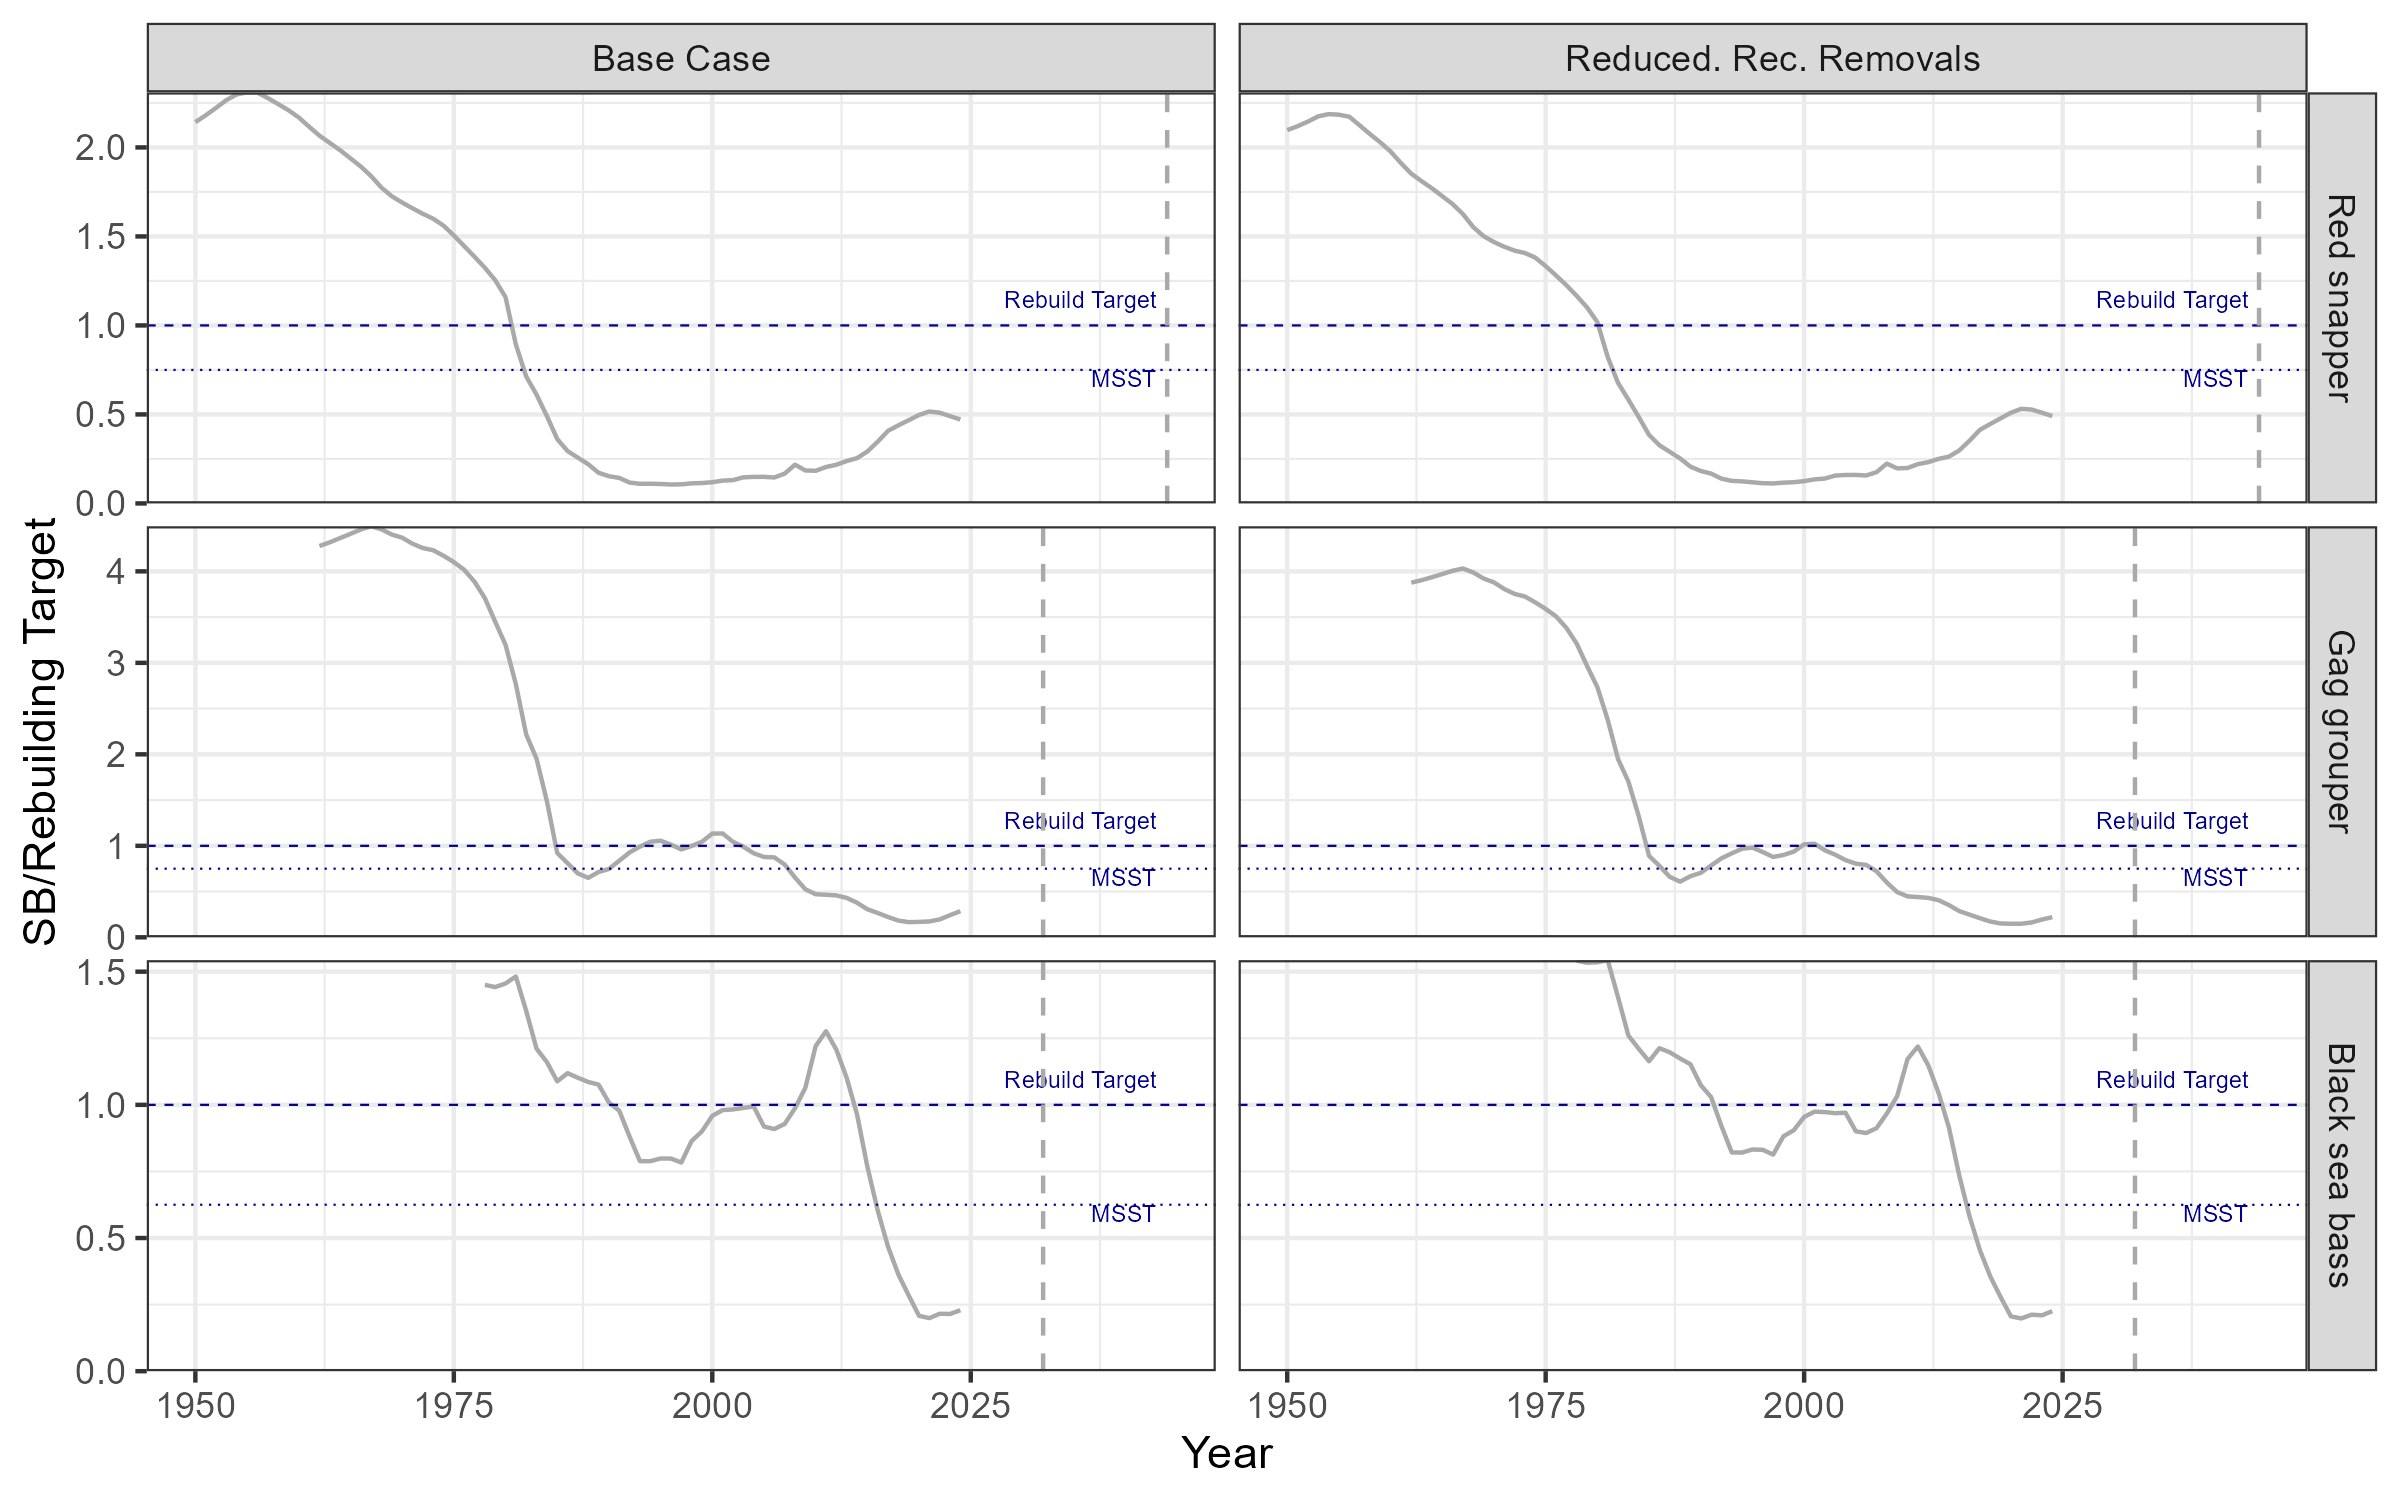 Base Case
Reduced. Rec. Removals
SB/Rebuilding Target
2.0
1.5
1.0
0.5
0.0
Rebuild Target
MSST
Rebuild Target
MSST
Red snapper
4
3
2
1
0
Rebuild Target
MSST
Rebuild Target
MSST
Gag grouper
1.5
1.0
0.5
0.0
Rebuild Target
MSST
Rebuild Target
MSST
Black sea bass
1950 1975 2000 2025
1950 1975 2000 2025
Year